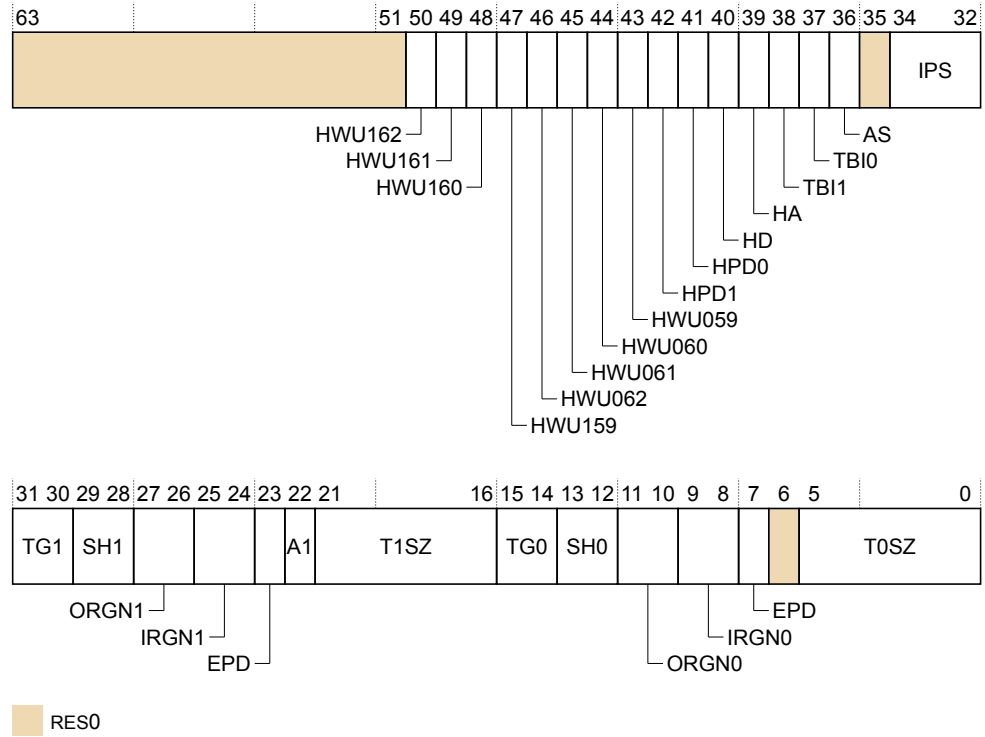 63 51 50 49 48 47 46 45 44 43 42 41 40 39 38 37 36 35 34 32
IPS
HWU162 AS
HWU161 TBI0
HWU160 TBI1
HA
HD
HPD0
HPD1
HWU059
HWU060
HWU061
HWU062
HWU159
31 30 29 28 27 26 25 24 23 22 21 16 15 14 13 12 11 10 9 8 7 6 5 0
TG1 SH1 A1 T1SZ TG0 SH0 T0SZ
ORGN1 EPD
IRGN1 IRGN0
EPD ORGN0
RES0